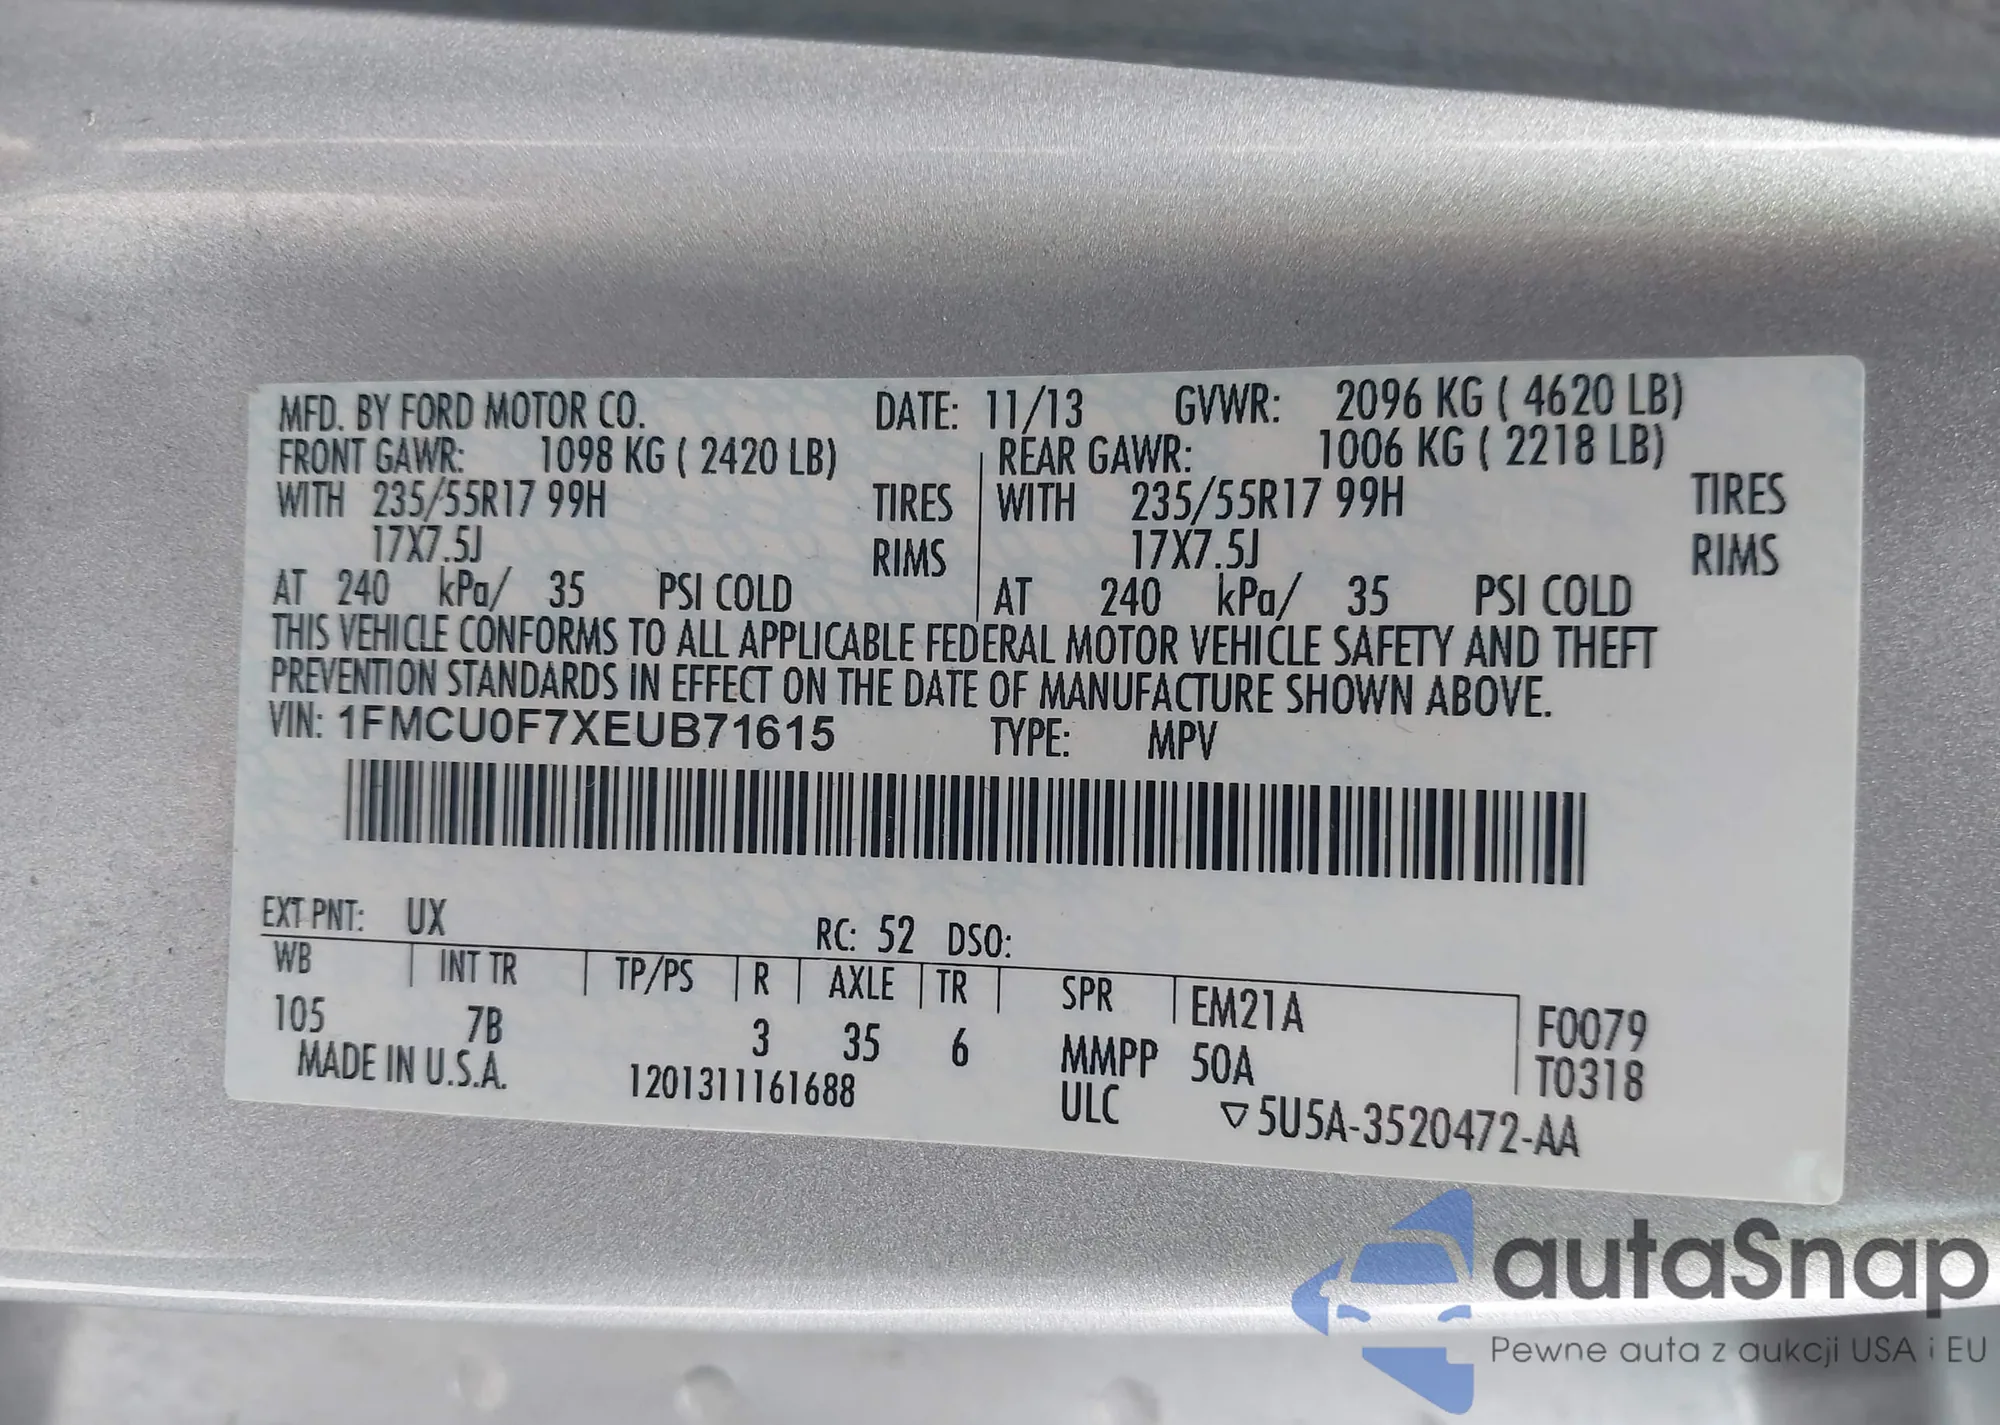 MFD. BY FORD MOTOR CO. DATE: 11/13 GVWR: 2096 KG ( 4620 LB)
FRONT GAWR: 1098 KG ( 2420 LB) REAR GAWR: 1006 KG ( 2218 LB)
WITH 235/55R17 99H TIRES WITH 235/55R17 99H TIRES
17X7.5J RIMS 17X7.5J RIMS
AT 240 kPa/ 35 PSI COLD AT 240 kPa/ 35 PSI COLD
THIS VEHICLE CONFORMS TO ALL APPLICABLE FEDERAL MOTOR VEHICLE SAFETY AND THEFT
PREVENTION STANDARDS IN EFFECT ON THE DATE OF MANUFACTURE SHOWN ABOVE.
VIN: 1FMCU0F7XEUB71615 TYPE: MPV
EXT PNT: UX RC: 52 DSO:
WB INT TR TP/PS R AXLE TR SPR EM21A F0079
105 7B 3 35 6 MMPP 50A T0318
MADE IN U.S.A. 1201311161688 ULC ▽5U5A-3520472-AA
autaSnap
Pewne auta z aukcji USA i EU